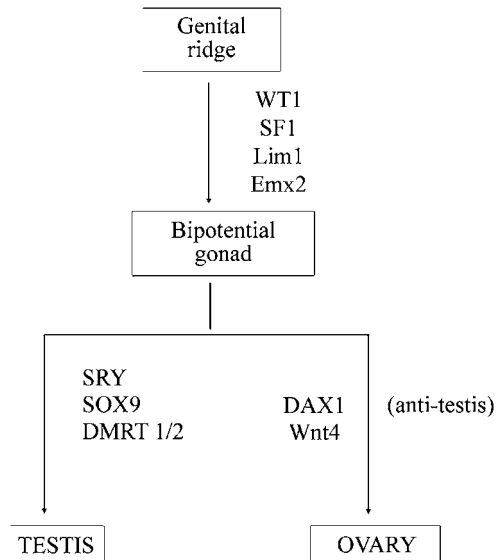 Genital
ridge
WT1
SF1
Lim1
Emx2
Bipotential
gonad
SRY
SOX9
DMRT 1/2
DAX1
Wnt4
(anti-testis)
TESTIS
OVARY